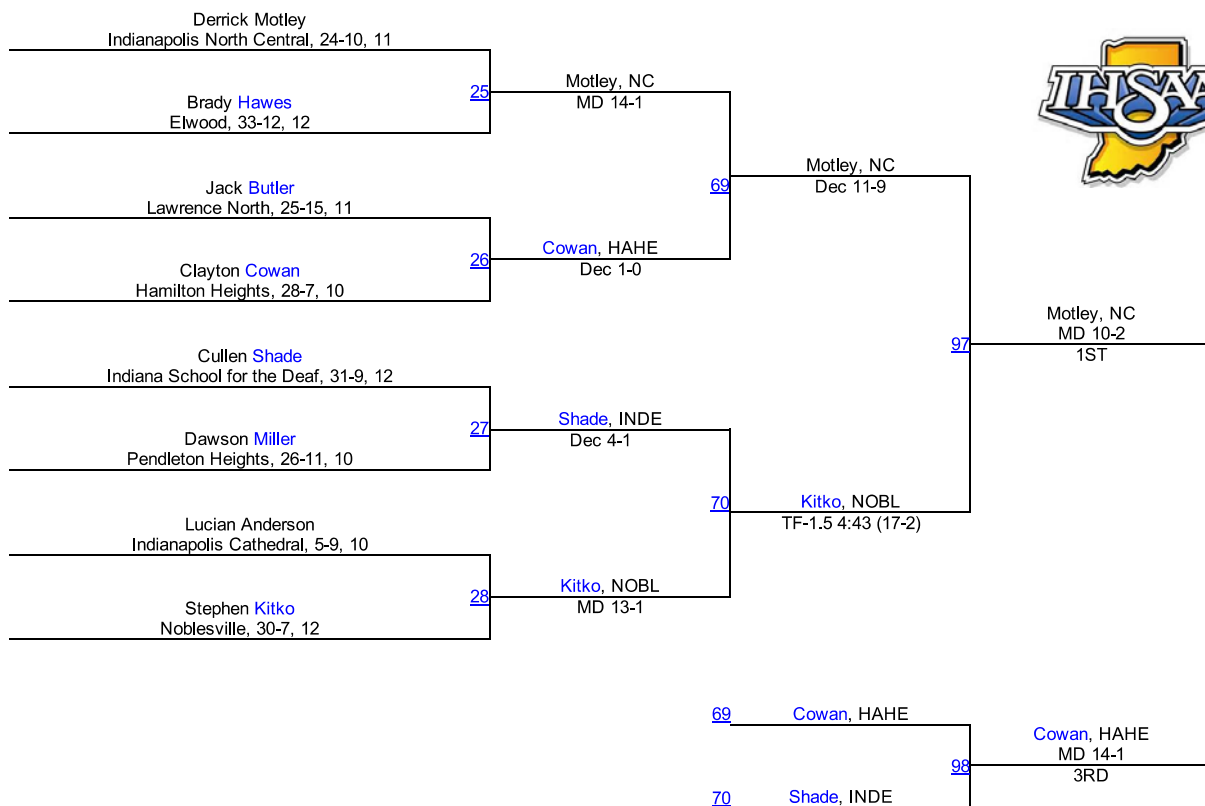 Derrick Motley
Indianapolis North Central, 24-10, 11
25
Motley, NC
MD 14-1
Brady Hawes
Elwood, 33-12, 12
IHSAA
Jack Butler
Lawrence North, 25-15, 11
69
Motley, NC
Dec 11-9
26
Cowan, HAHE
Dec 1-0
Clayton Cowan
Hamilton Heights, 28-7, 10
97
Motley, NC
MD 10-2
1ST
Cullen Shade
Indiana School for the Deaf, 31-9, 12
27
Shade, INDE
Dec 4-1
Dawson Miller
Pendleton Heights, 26-11, 10
70
Kitko, NOBL
TF-1.5 4:43 (17-2)
Lucian Anderson
Indianapolis Cathedral, 5-9, 10
28
Kitko, NOBL
MD 13-1
Stephen Kitko
Noblesville, 30-7, 12
69
Cowan, HAHE
98
Cowan, HAHE
MD 14-1
3RD
70
Shade, INDE